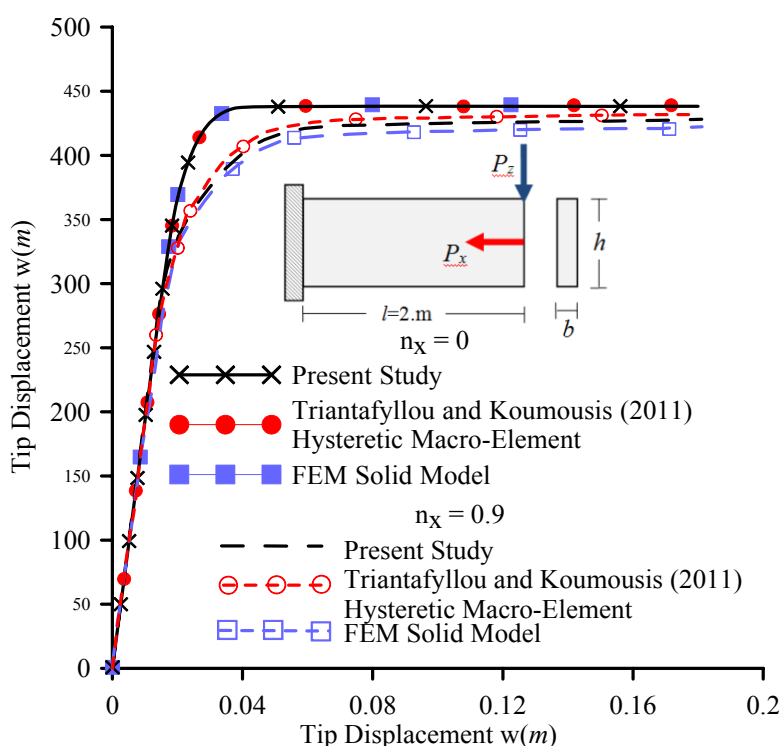 500
450
400
350
300
250
200
150
100
50
0
Tip Displacement w(m)
P_z
P_x
h
l=2.m
b
n_x = 0
Present Study
Triantafyllou and Koumousis (2011)
Hysteretic Macro-Element
FEM Solid Model
n_x = 0.9
Present Study
Triantafyllou and Koumousis (2011)
Hysteretic Macro-Element
FEM Solid Model
0 0.04 0.08 0.12 0.16 0.2
Tip Displacement w(m)